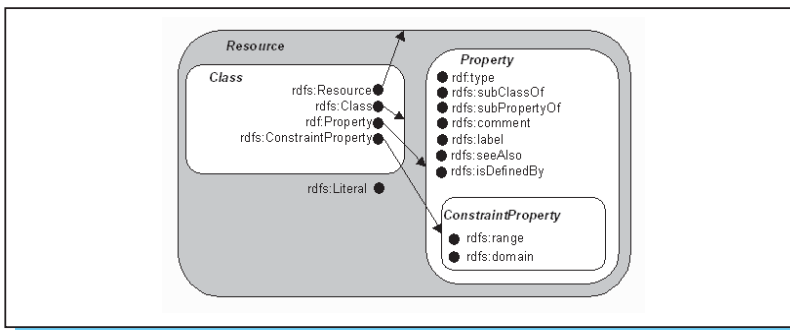 Resource
Class
rdfs:Resource
rdfs:Class
rdf:Property
rdfs:ConstraintProperty
rdfs:Literal
Property
rdf:type
rdfs:subClassOf
rdfs:subPropertyOf
rdfs:comment
rdfs:label
rdfs:seeAlso
rdfs:isDefinedBy
ConstraintProperty
rdfs:range
rdfs:domain